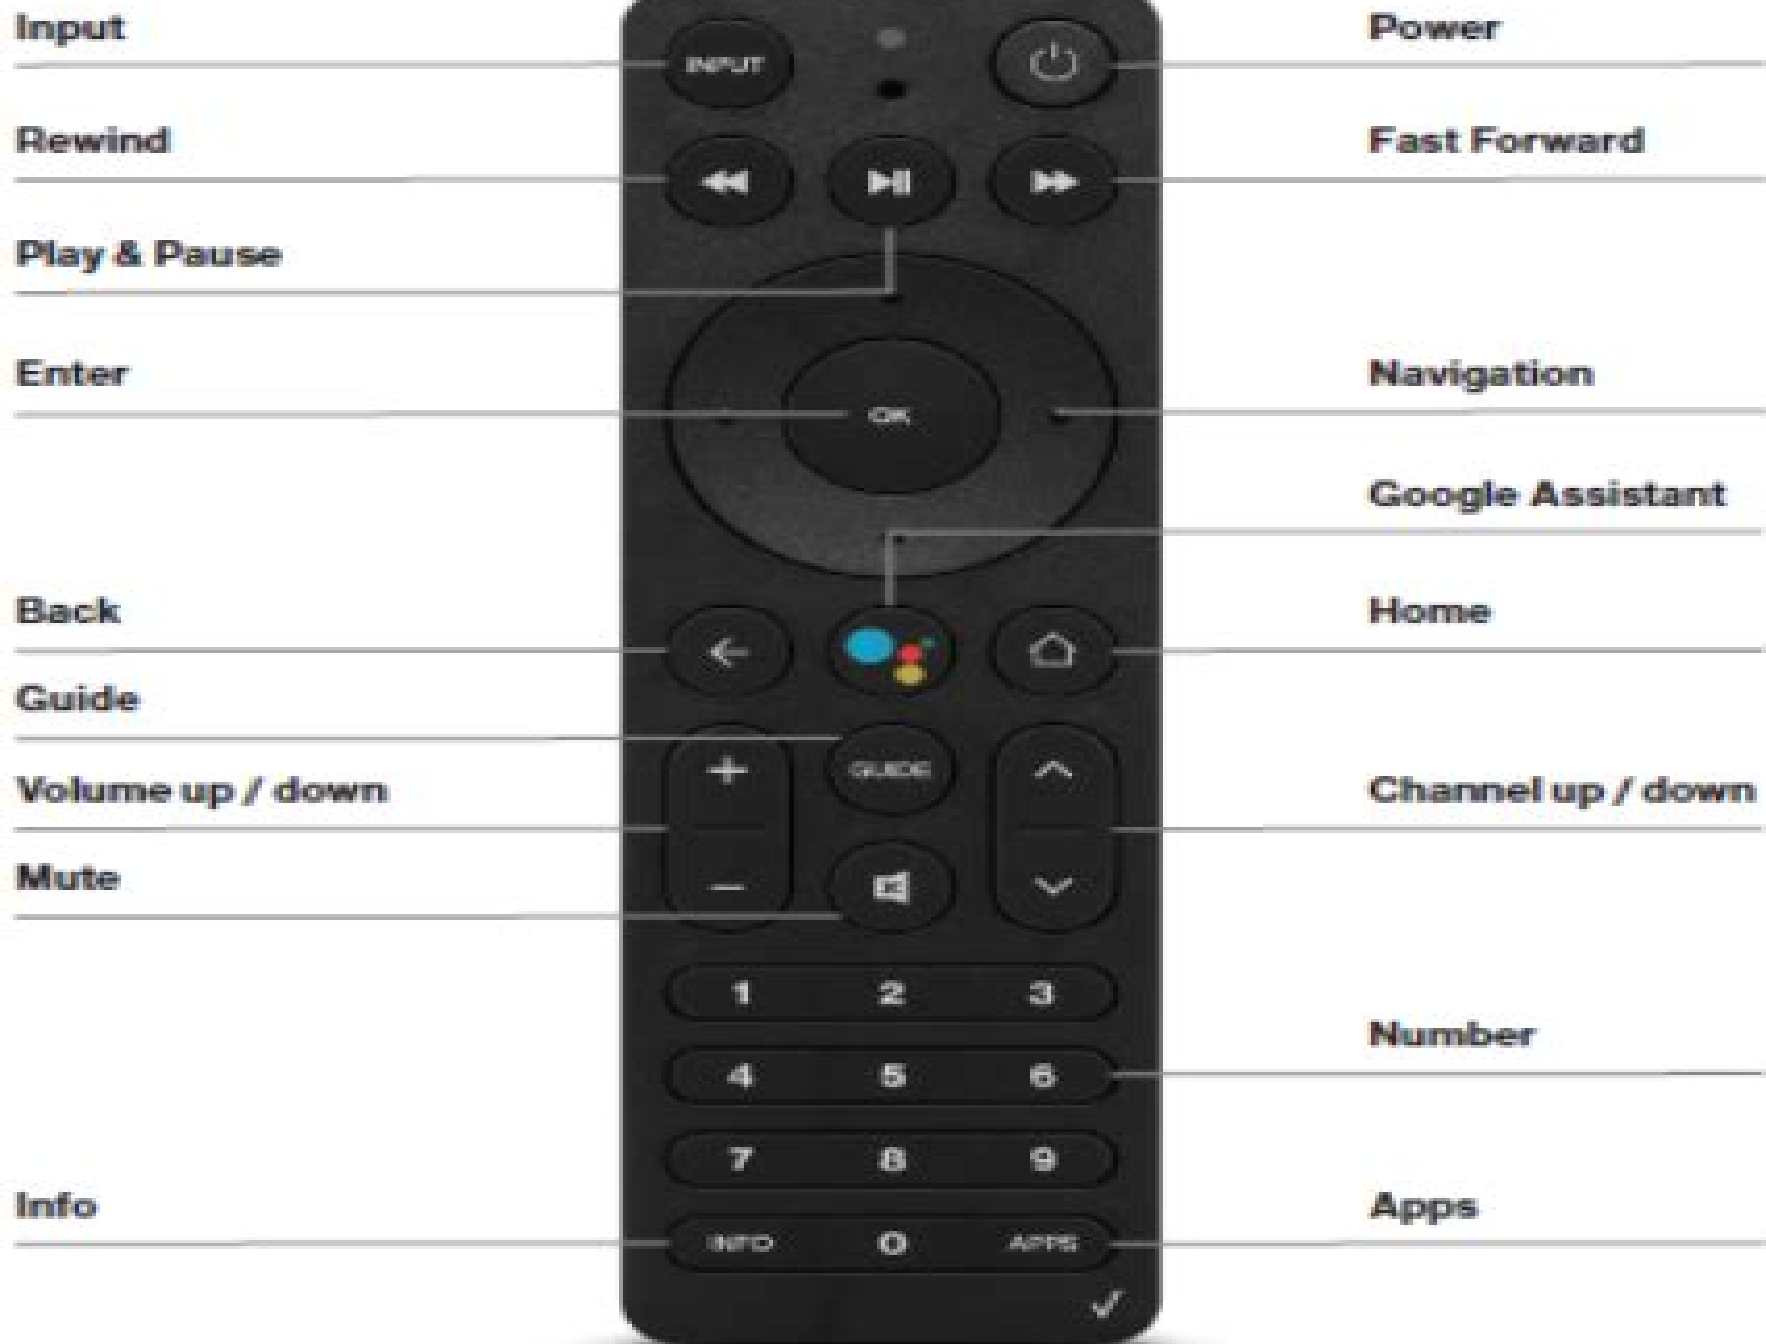 Input
INPUT
Power
Rewind
Fast Forward
Play & Pause
Enter
OK
Navigation
Google Assistant
Back
Home
Guide
GUIDE
Volume up / down
Channel up / down
Mute
1 2 3
Number
4 5 6
7 8 9
Info
Apps
INFO 0 APPS